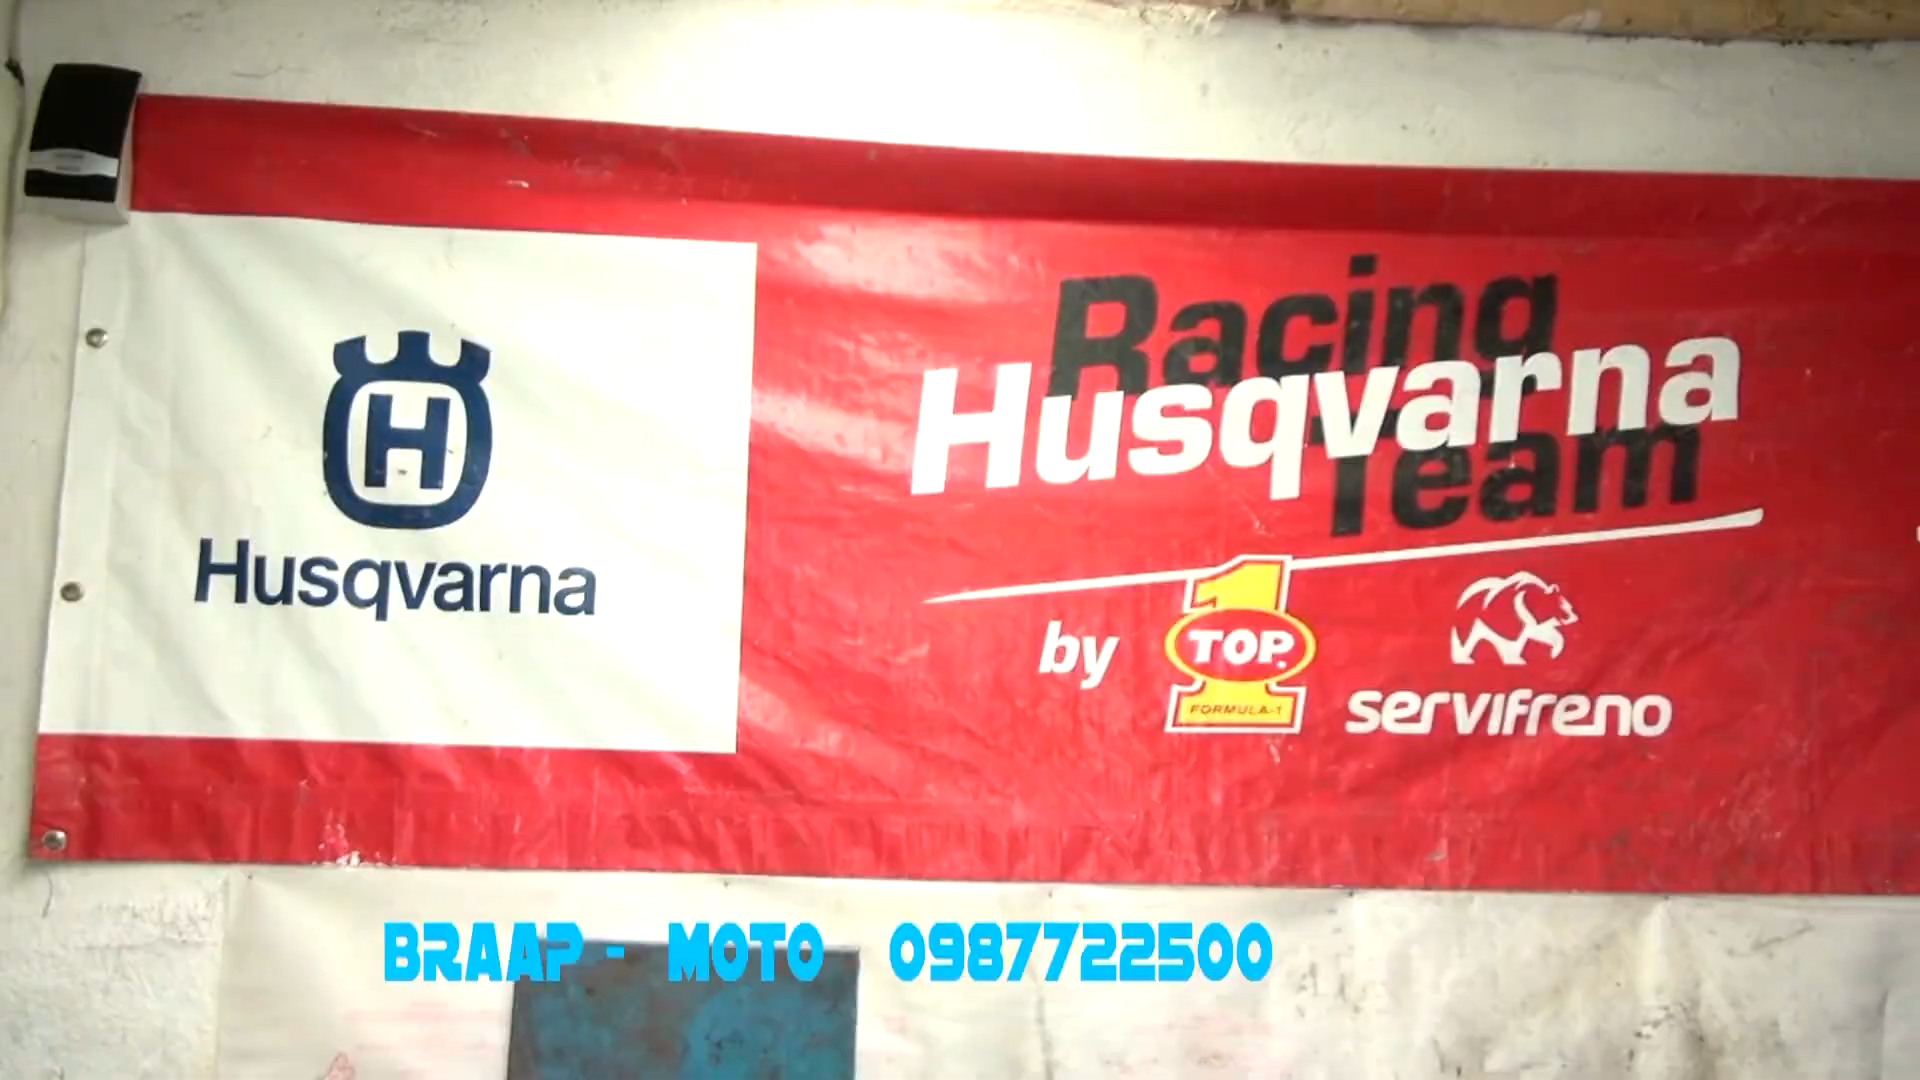 H
Husqvarna
Racing
Husqvarna
Team
by
1
TOP
FORMULA-1
servifreno
BRAAP - MOTO 0987722500